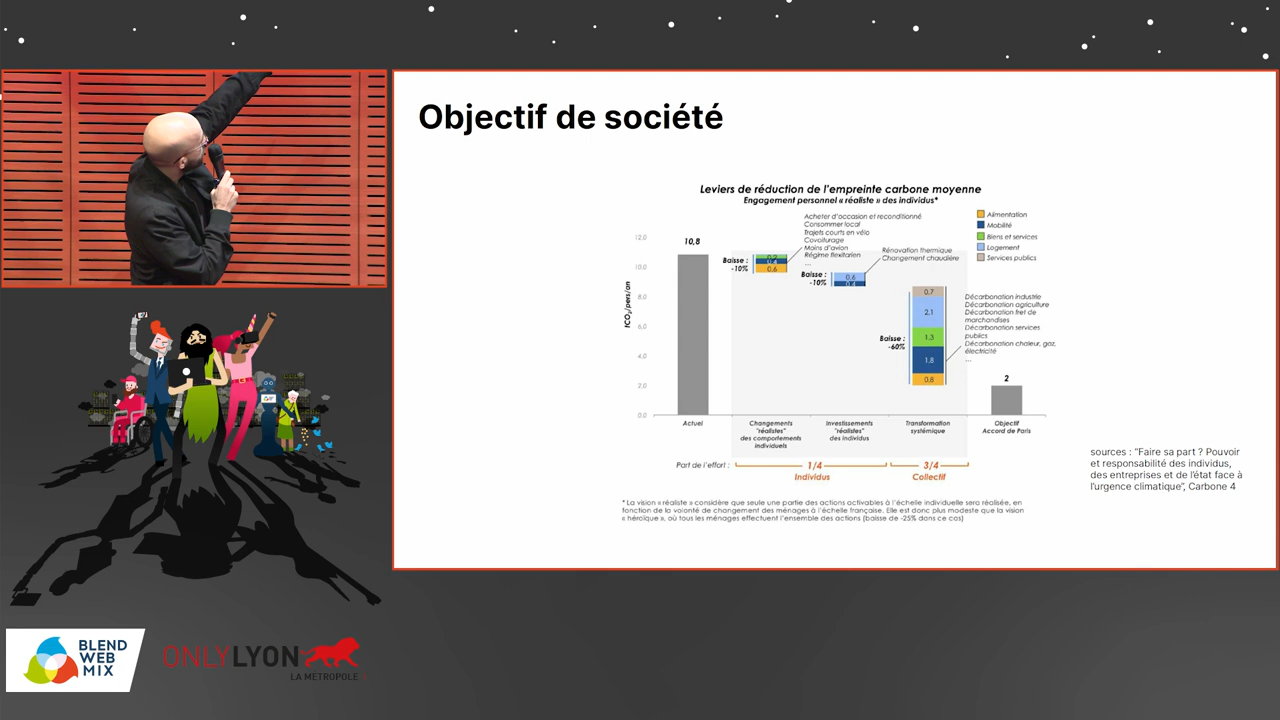 Objectif de société
Leviers de réduction de l'empreinte carbone moyenne
Engagement personnel « réaliste » des individus*
tCO₂/pers/an
12,0
10,0
8,0
6,0
4,0
2,0
0,0
10,8
Baisse :
-10%
0.4
0.6
Acheter d'occasion et reconditionné
Consommer local
Trajets courts en vélo
Covoiturage
Moins d'avion
Régime flexitarien
...
Baisse :
-10%
0.6
0.4
Rénovation thermique
Changement chaudière
Baisse :
-60%
0.7
2.1
1.3
1.8
0.8
Décarbonation industrie
Décarbonation agriculture
Décarbonation fret de
marchandises
Décarbonation services
publics
Décarbonation chaleur, gaz,
électricité
...
2
Alimentation
Mobilité
Biens et services
Logement
Services publics
Actuel
Changements
"réalistes"
des comportements
individuels
Investissements
"réalistes"
des individus
Transformation
systémique
Objectif
Accord de Paris
Part de l'effort :
1/4
Individus
3/4
Collectif
* La vision « réaliste » considère que seule une partie des actions activables à l'échelle individuelle sera réalisée, en
fonction de la volonté de changement des ménages à l'échelle française. Elle est donc plus modeste que la vision
« héroïque », où tous les ménages effectuent l'ensemble des actions (baisse de -25% dans ce cas)
sources : "Faire sa part ? Pouvoir
et responsabilité des individus,
des entreprises et de l'état face à
l'urgence climatique", Carbone 4
BLEND
WEB
MIX
ONLYLYON
LA MÉTROPOLE